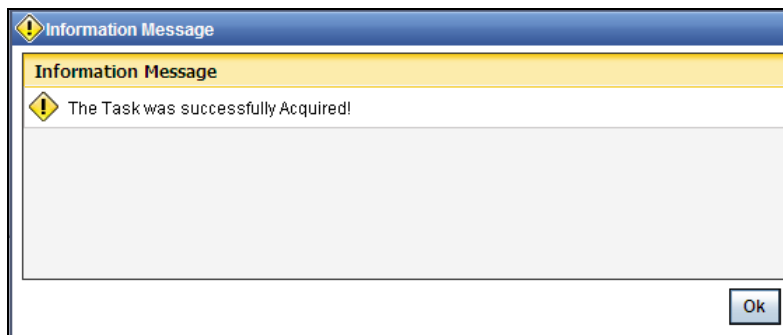 Information Message
Information Message
The Task was successfully Acquired!
Ok